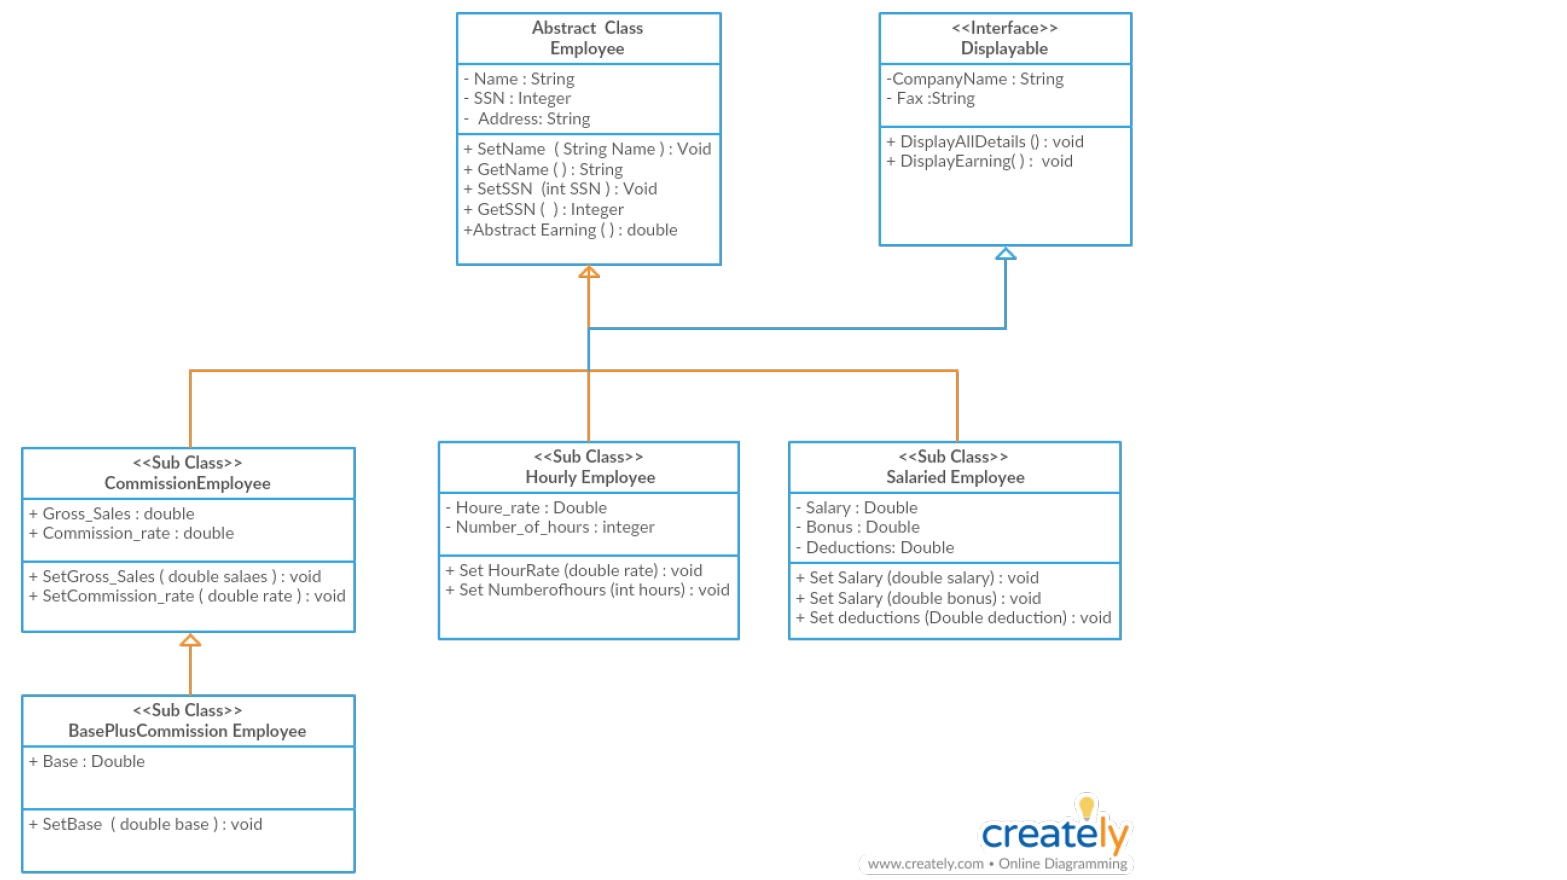 Abstract  Class
Employee
- Name : String
- SSN : Integer
-  Address: String
+ SetName  ( String Name ) : Void
+ GetName ( ) : String
+ SetSSN  (int SSN ) : Void
+ GetSSN (  ) : Integer
+Abstract Earning ( ) : double
<<Interface>>
Displayable
-CompanyName : String
- Fax :String
+ DisplayAllDetails () : void
+ DisplayEarning( ) :  void
<<Sub Class>>
CommissionEmployee
+ Gross_Sales : double
+ Commission_rate : double
+ SetGross_Sales ( double salaes ) : void
+ SetCommission_rate ( double rate ) : void
<<Sub Class>>
Hourly Employee
- Houre_rate : Double
- Number_of_hours : integer
+ Set HourRate (double rate) : void
+ Set Numberofhours (int hours) : void
<<Sub Class>>
Salaried Employee
- Salary : Double
- Bonus : Double
- Deductions: Double
+ Set Salary (double salary) : void
+ Set Salary (double bonus) : void
+ Set deductions (Double deduction) : void
<<Sub Class>>
BasePlusCommission Employee
+ Base : Double
+ SetBase  ( double base ) : void
creately
www.creately.com • Online Diagramming